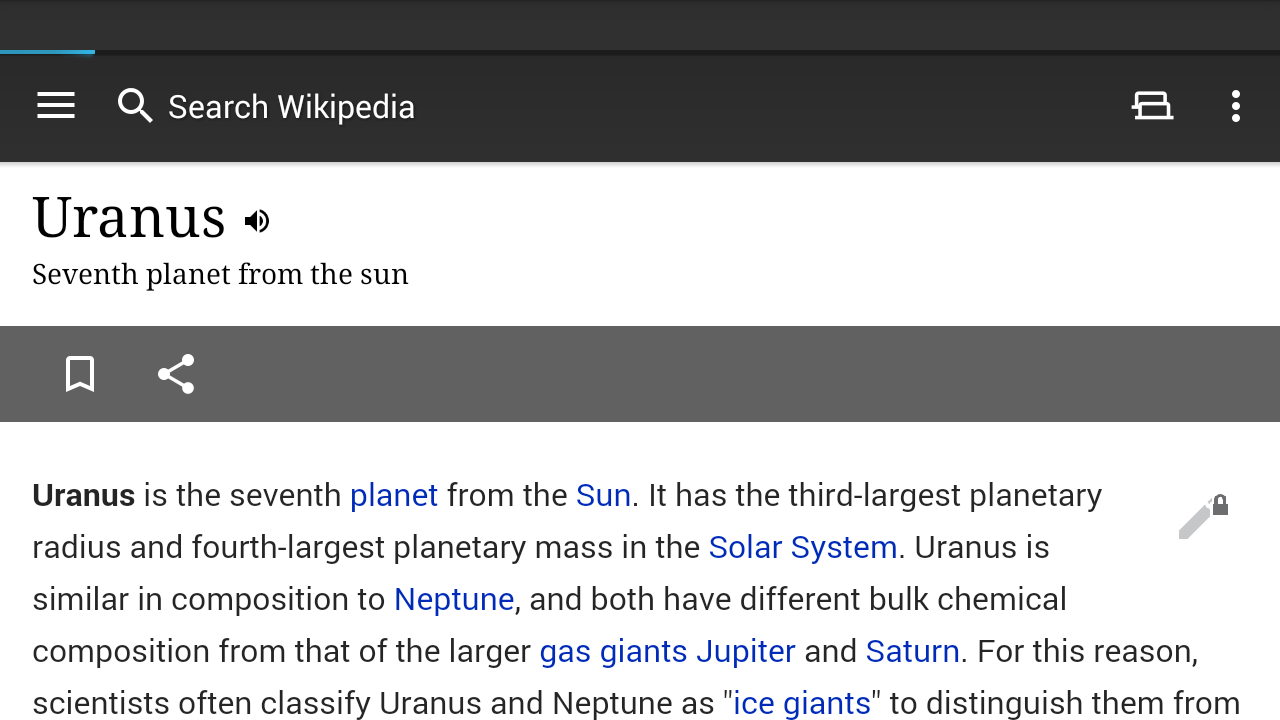 Search Wikipedia
Uranus
Seventh planet from the sun
Uranus is the seventh planet from the Sun. It has the third-largest planetary
radius and fourth-largest planetary mass in the Solar System. Uranus is
similar in composition to Neptune, and both have different bulk chemical
composition from that of the larger gas giants Jupiter and Saturn. For this reason,
scientists often classify Uranus and Neptune as "ice giants" to distinguish them from